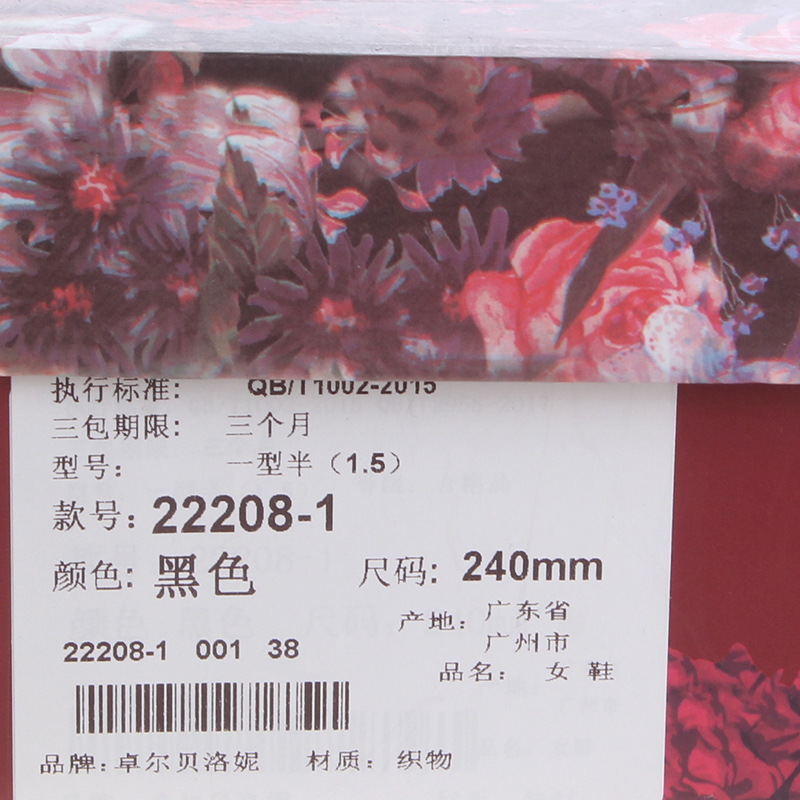 执行标准: QB/T1002-2015
三包期限: 三个月
型号: 一型半（1.5）
款号: 22208-1
颜色: 黑色 尺码: 240mm
产地: 广东省
广州市
22208-1 001 38
品名: 女鞋
品牌: 卓尔贝洛妮 材质: 织物